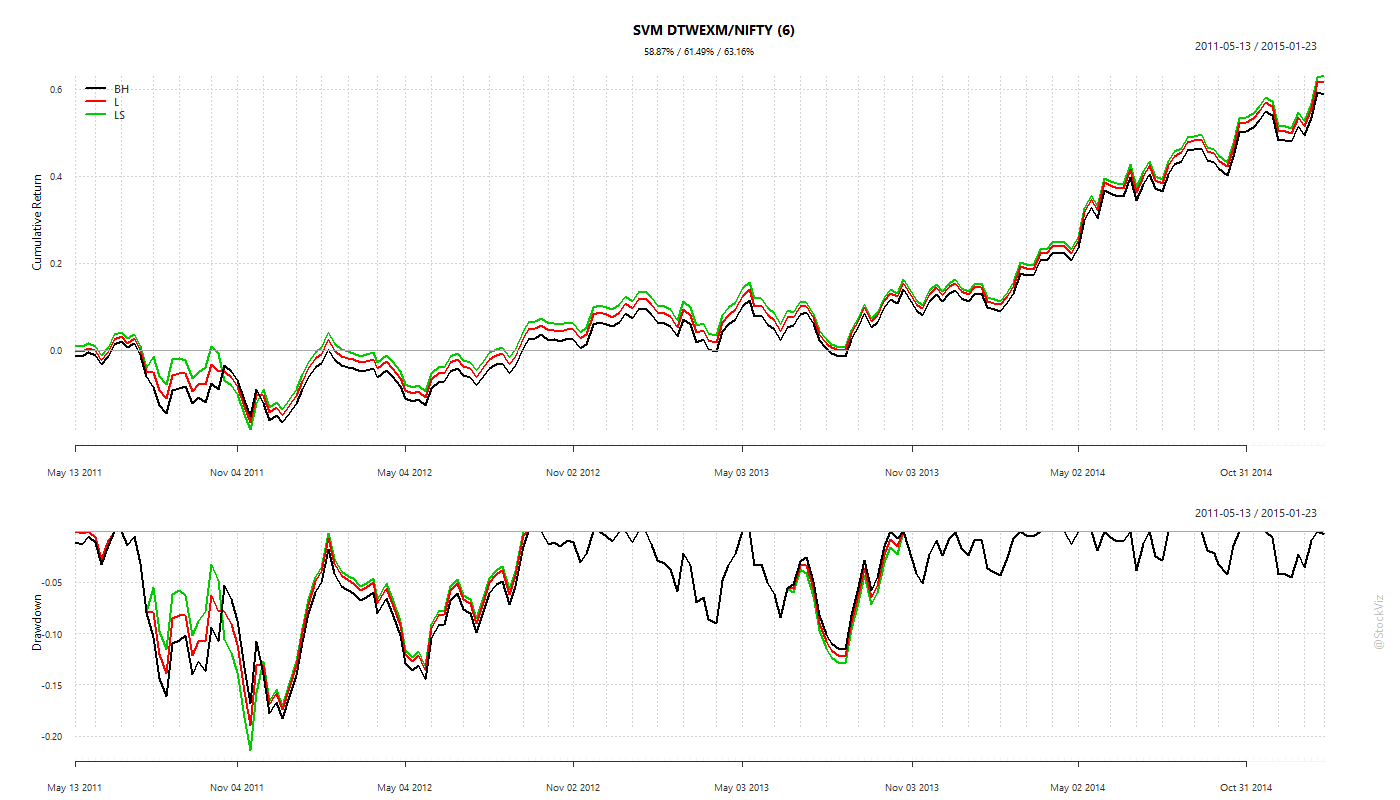 SVM DTWEXM/NIFTY (6)
58.87% / 61.49% / 63.16%
2011-05-13 / 2015-01-23
BH
L
LS
Cumulative Return
0.6
0.4
0.2
0.0
May 13 2011
Nov 04 2011
May 04 2012
Nov 02 2012
May 03 2013
Nov 03 2013
May 02 2014
Oct 31 2014
2011-05-13 / 2015-01-23
Drawdown
-0.05
-0.10
-0.15
-0.20
May 13 2011
Nov 04 2011
May 04 2012
Nov 02 2012
May 03 2013
Nov 03 2013
May 02 2014
Oct 31 2014
@StockViz